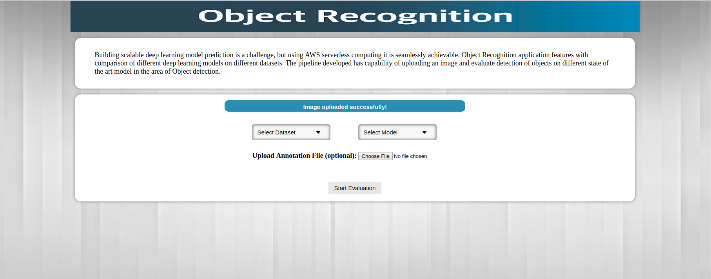 Object Recognition
Building scalable deep learning model prediction is a challenge, but using AWS serverless computing it is seamlessly achievable. Object Recognition application features with
comparison of different deep learning models on different datasets. The pipeline developed has capability of uploading an image and evaluate detection of objects on different state of
the art model in the area of Object detection.
Image uploaded successfully!
Select Dataset Select Model
Upload Annotation File (optional): Choose File No file chosen
Start Evaluation